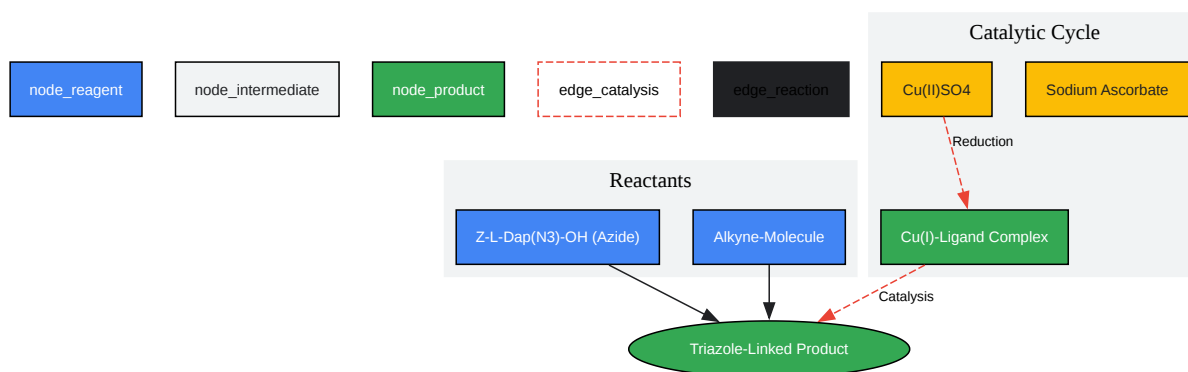 Catalytic Cycle
node_reagent
node_intermediate
node_product
edge_catalysis
edge_reaction
Cu(II)SO4
Sodium Ascorbate
Reduction
Reactants
Z-L-Dap(N3)-OH (Azide)
Alkyne-Molecule
Cu(I)-Ligand Complex
Catalysis
Triazole-Linked Product